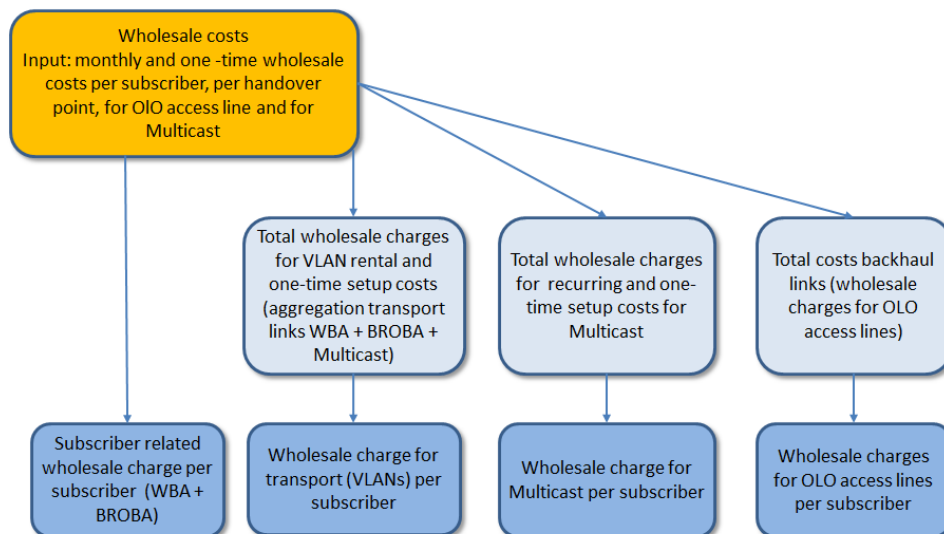 Wholesale costs
Input: monthly and one -time wholesale
costs per subscriber, per handover
point, for OlO access line and for
Multicast
Total wholesale charges
for VLAN rental and
one-time setup costs
(aggregation transport
links WBA + BROBA +
Multicast)
Total wholesale charges
for recurring and one-
time setup costs for
Multicast
Total costs backhaul
links (wholesale
charges for OLO
access lines)
Subscriber related
wholesale charge per
subscriber (WBA +
BROBA)
Wholesale charge for
transport (VLANs) per
subscriber
Wholesale charge for
Multicast per subscriber
Wholesale charges
for OLO access lines
per subscriber